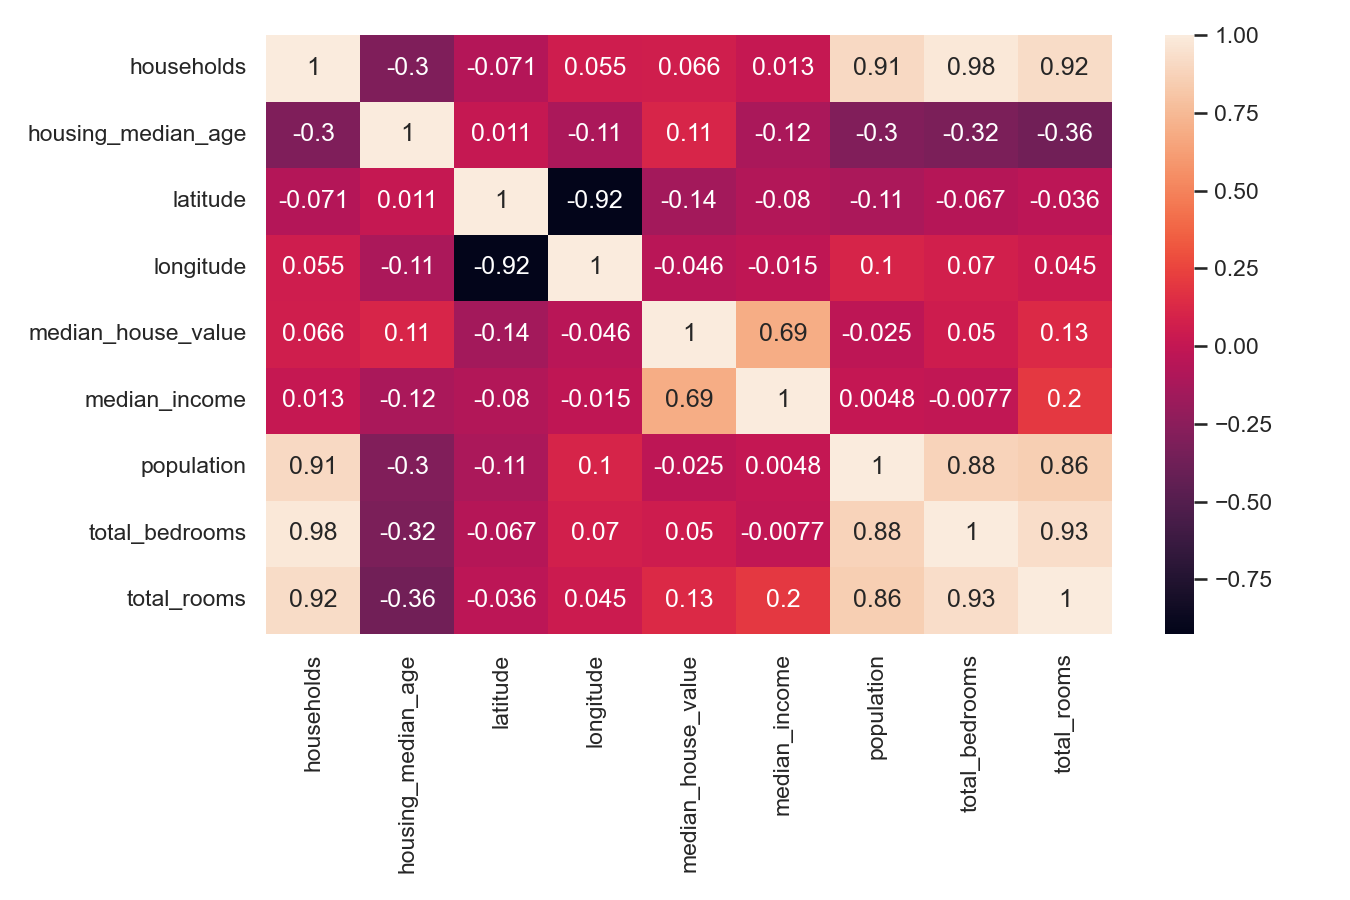 households 1 -0.3 -0.071 0.055 0.066 0.013 0.91 0.98 0.92
housing_median_age -0.3 1 0.011 -0.11 0.11 -0.12 -0.3 -0.32 -0.36
latitude -0.071 0.011 1 -0.92 -0.14 -0.08 -0.11 -0.067 -0.036
longitude 0.055 -0.11 -0.92 1 -0.046 -0.015 0.1 0.07 0.045
median_house_value 0.066 0.11 -0.14 -0.046 1 0.69 -0.025 0.05 0.13
median_income 0.013 -0.12 -0.08 -0.015 0.69 1 0.0048 -0.0077 0.2
population 0.91 -0.3 -0.11 0.1 -0.025 0.0048 1 0.88 0.86
total_bedrooms 0.98 -0.32 -0.067 0.07 0.05 -0.0077 0.88 1 0.93
total_rooms 0.92 -0.36 -0.036 0.045 0.13 0.2 0.86 0.93 1
households
housing_median_age
latitude
longitude
median_house_value
median_income
population
total_bedrooms
total_rooms
1.00
0.75
0.50
0.25
0.00
−0.25
−0.50
−0.75